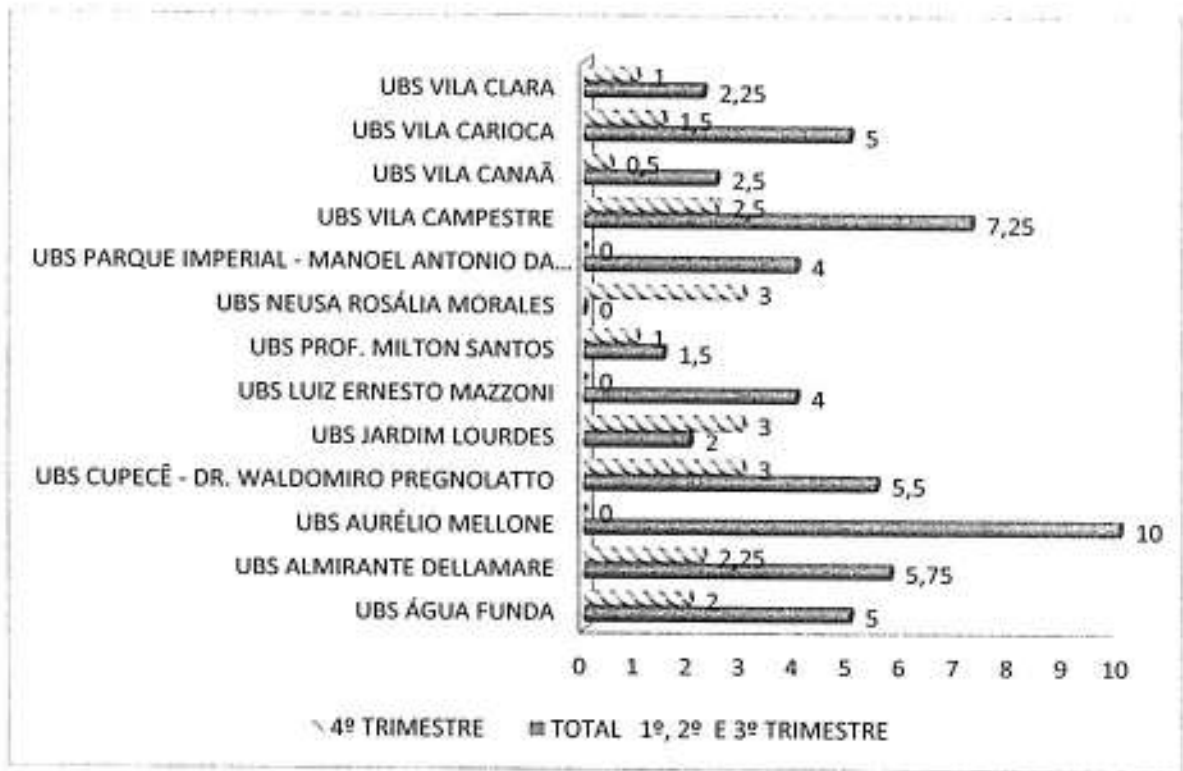 UBS VILA CLARA 1
2,25
UBS VILA CARIOCA 1,5
5
UBS VILA CANAÃ 0,5
2,5
UBS VILA CAMPESTRE 2,5
7,25
UBS PARQUE IMPERIAL - MANOEL ANTONIO DA... 0
4
UBS NEUSA ROSÁLIA MORALES 3
0
UBS PROF. MILTON SANTOS 1
1,5
UBS LUIZ ERNESTO MAZZONI 0
4
UBS JARDIM LOURDES 3
2
UBS CUPECÊ - DR. WALDOMIRO PREGNOLATTO 3
5,5
UBS AURÉLIO MELLONE 0
10
UBS ALMIRANTE DELLAMARE 2,25
5,75
UBS ÁGUA FUNDA 2
5
0 1 2 3 4 5 6 7 8 9 10
4º TRIMESTRE TOTAL 1º, 2º E 3º TRIMESTRE